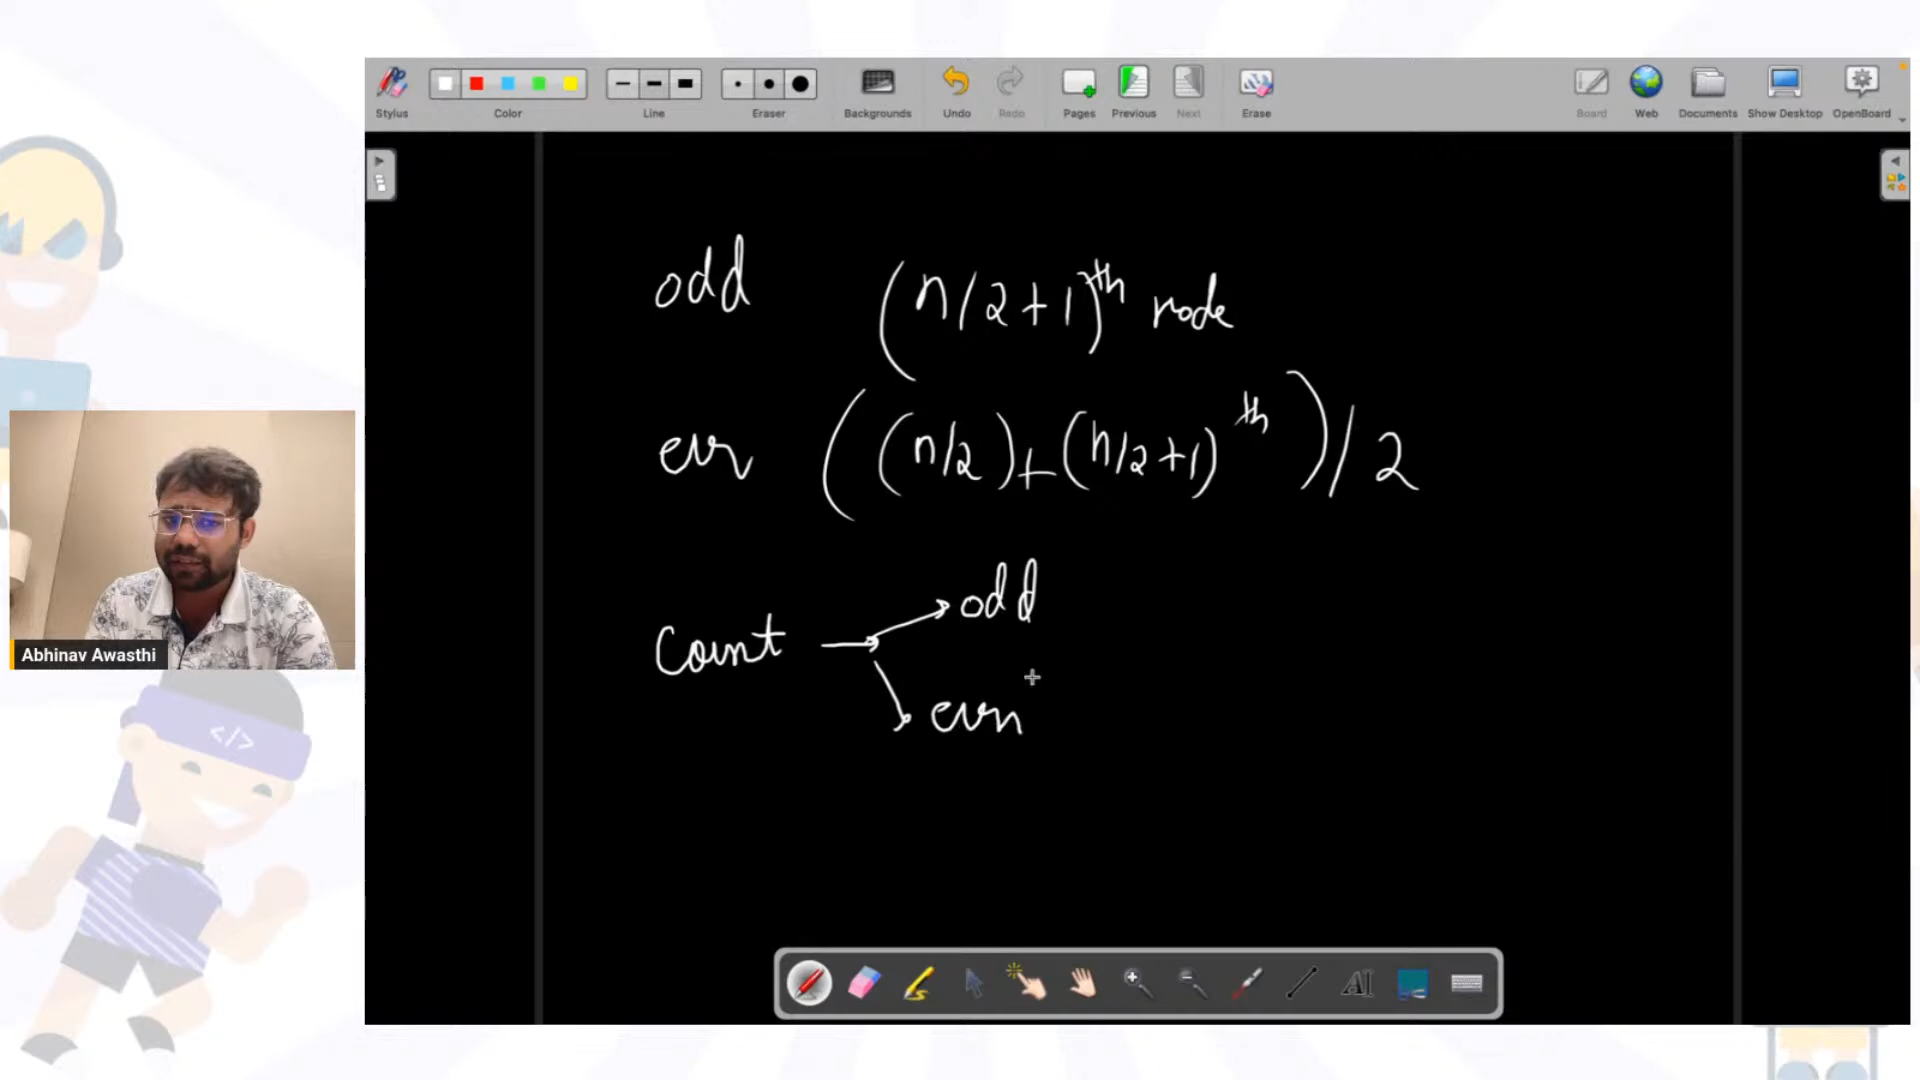 Stylus Color Line Eraser Backgrounds Undo Redo Pages Previous Next Erase Board Web Documents Show Desktop OpenBoard
odd (n/2+1)th node
evn ((n/2)+(n/2+1)th)/2
Count → odd
evn
Abhinav Awasthi
</>
AI